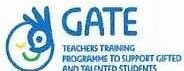 GATE
TEACHERS TRAINING
PROGRAMME TO SUPPORT GIFTED
AND TALENTED STUDENTS